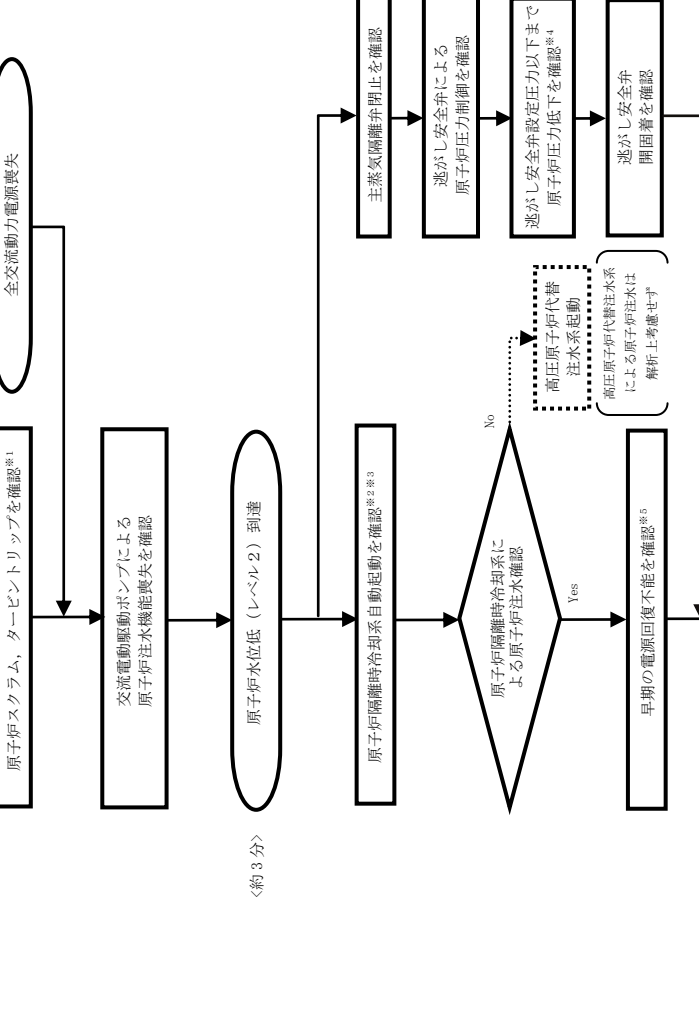 全交流動力電源喪失
原子炉スクラム，タービントリップを確認※1
交流電動駆動ポンプによる
原子炉注水機能喪失を確認
<約3分>
原子炉水位低（レベル2）到達
原子炉隔離時冷却系自動起動を確認※2※3
原子炉隔離時冷却系に
よる原子炉注水確認
No
Yes
高圧原子炉代替
注水系起動
高圧原子炉代替注水系
による原子炉注水は
解析上考慮せず※
早期の電源回復不能を確認※5
主蒸気隔離弁閉止を確認
逃がし安全弁による
原子炉圧力制御を確認
逃がし安全弁設定圧力以下まで
原子炉圧力低下を確認※4
逃がし安全弁
開固着を確認